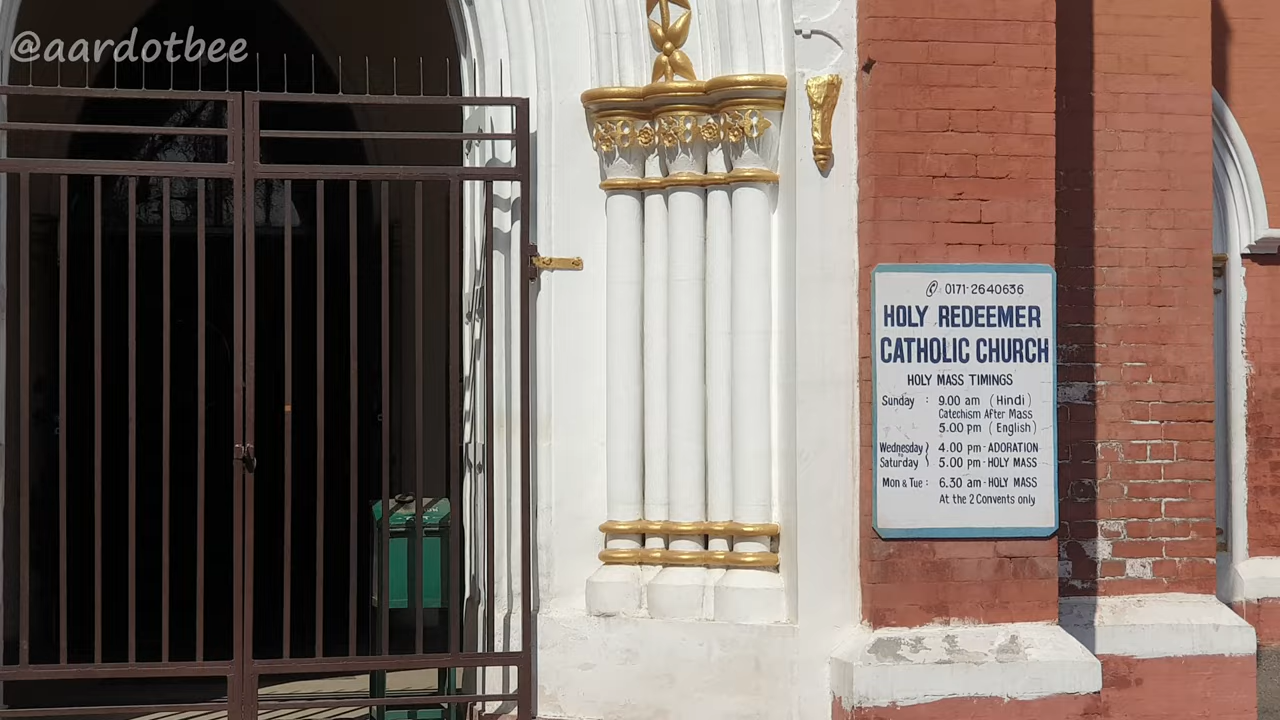 @aardotbee
0171-2640636
HOLY REDEEMER
CATHOLIC CHURCH
HOLY MASS TIMINGS
Sunday : 9.00 am (Hindi)
Catechism After Mass
5.00 pm (English)
Wednesday } 4.00 pm - ADORATION
to
Saturday 5.00 pm - HOLY MASS
Mon & Tue : 6.30 am - HOLY MASS
At the 2 Convents only